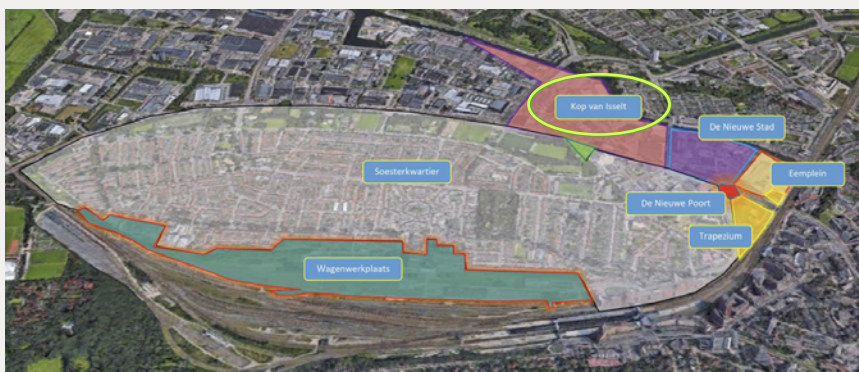 Kop van Isselt
De Nieuwe Stad
Soesterkwartier
Eemplein
De Nieuwe Poort
Trapezium
Wagenwerkplaats